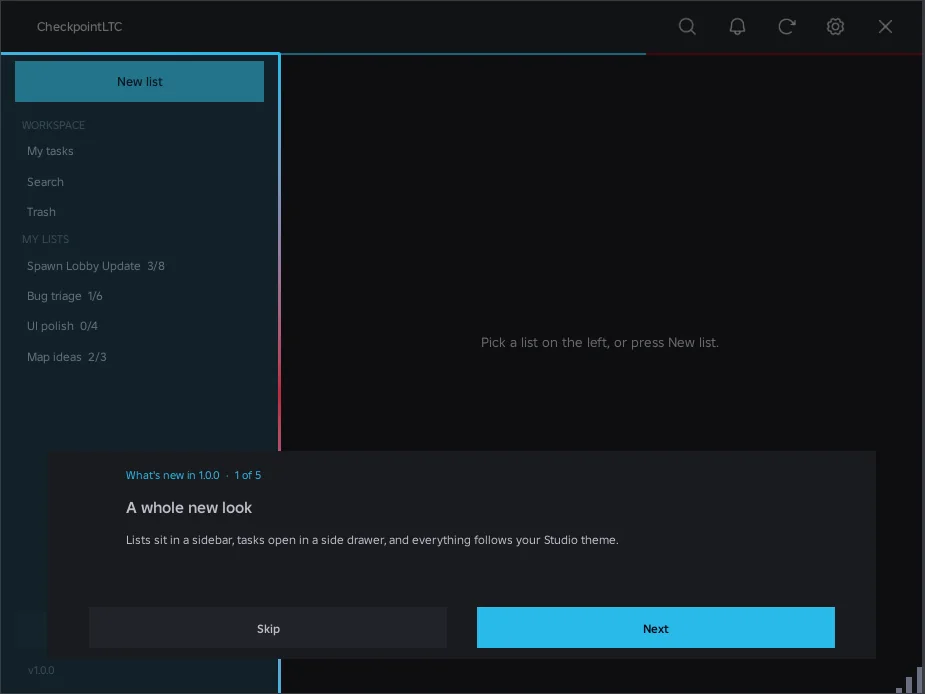 CheckpointLTC
New list
WORKSPACE
My tasks
Search
Trash
MY LISTS
Spawn Lobby Update 3/8
Bug triage 1/6
UI polish 0/4
Map ideas 2/3
Pick a list on the left, or press New list.
What's new in 1.0.0 · 1 of 5
A whole new look
Lists sit in a sidebar, tasks open in a side drawer, and everything follows your Studio theme.
Skip
Next
v1.0.0